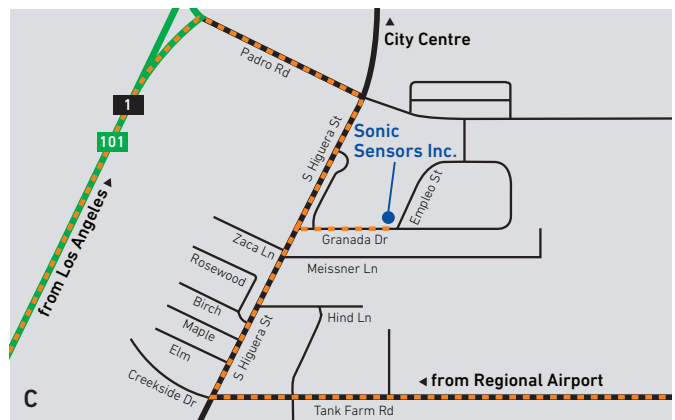 City Centre
Padro Rd
1
101
Sonic
Sensors Inc.
S Higuera St
Empleo St
from Los Angeles
Granada Dr
Zaca Ln
Meissner Ln
Rosewood
Birch
Hind Ln
Maple
S Higuera St
Elm
Creekside Dr
from Regional Airport
C
Tank Farm Rd